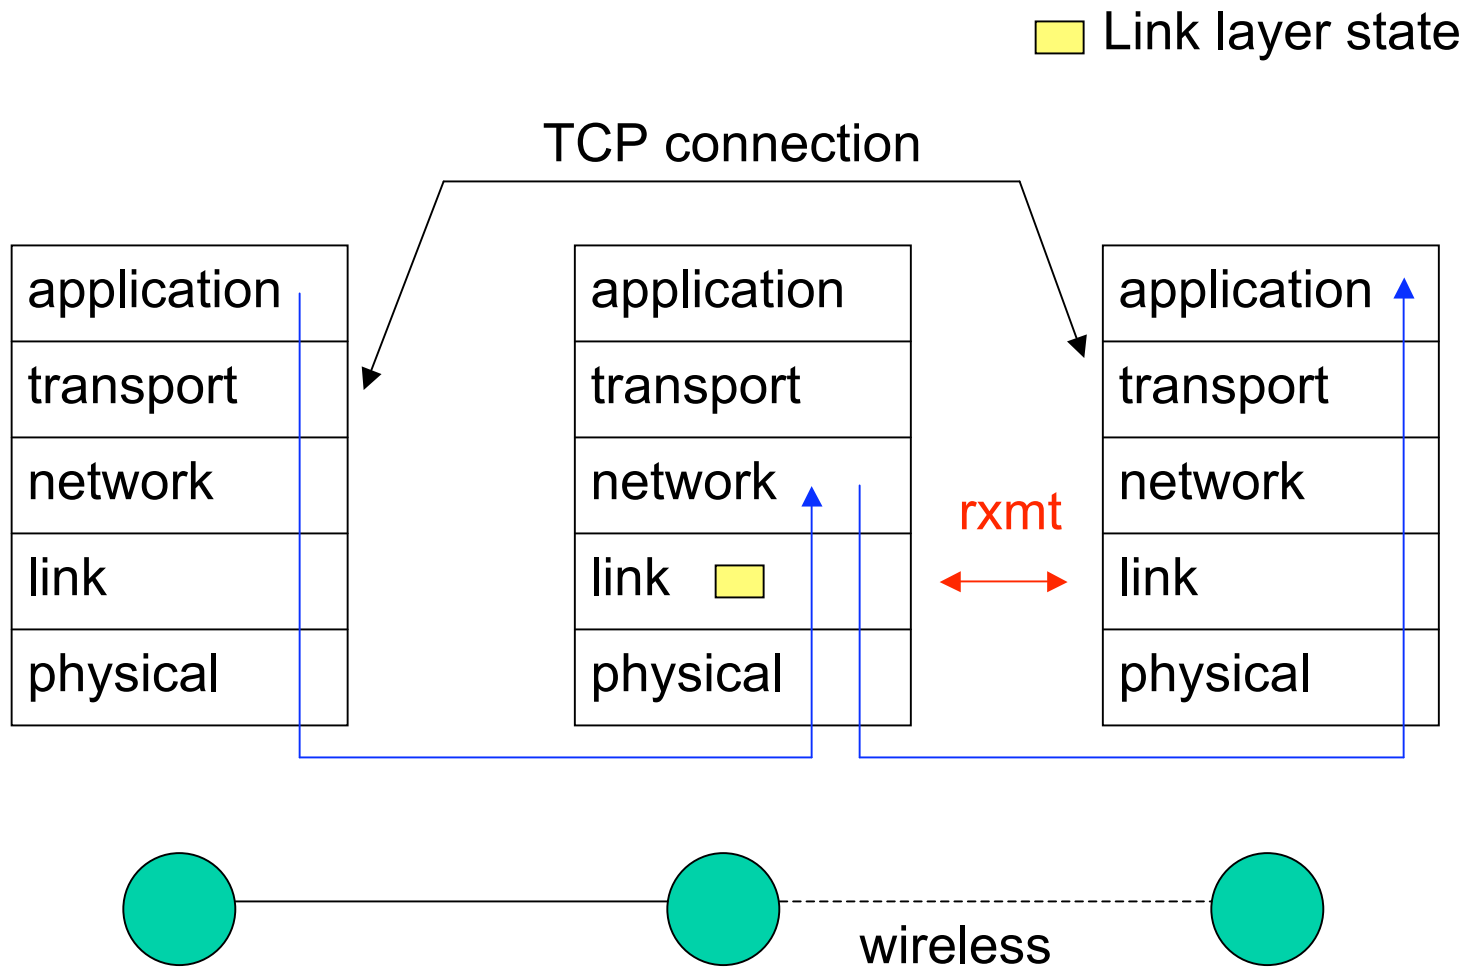 Link layer state
TCP connection
application application application
transport transport transport
network network network
rxmt
link link link
physical physical physical
wireless